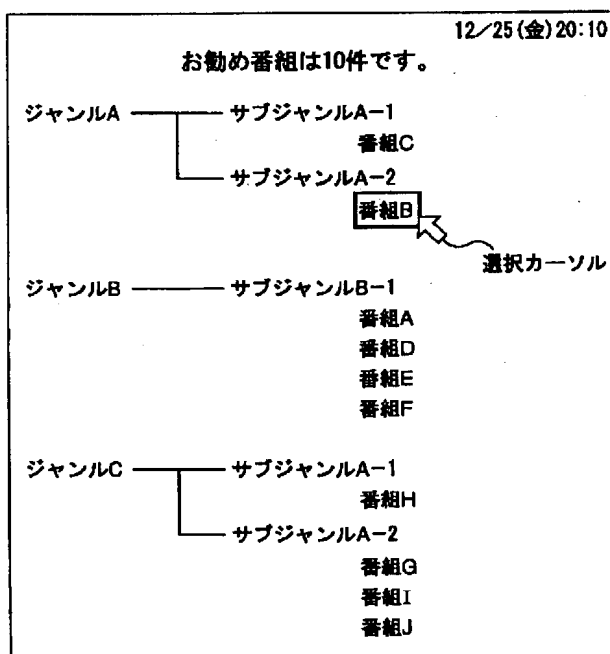 12/25(金)20:10
お勧め番組は10件です。
ジャンルA サブジャンルA-1
番組C
サブジャンルA-2
番組B
選択カーソル
ジャンルB サブジャンルB-1
番組A
番組D
番組E
番組F
ジャンルC サブジャンルA-1
番組H
サブジャンルA-2
番組G
番組I
番組J